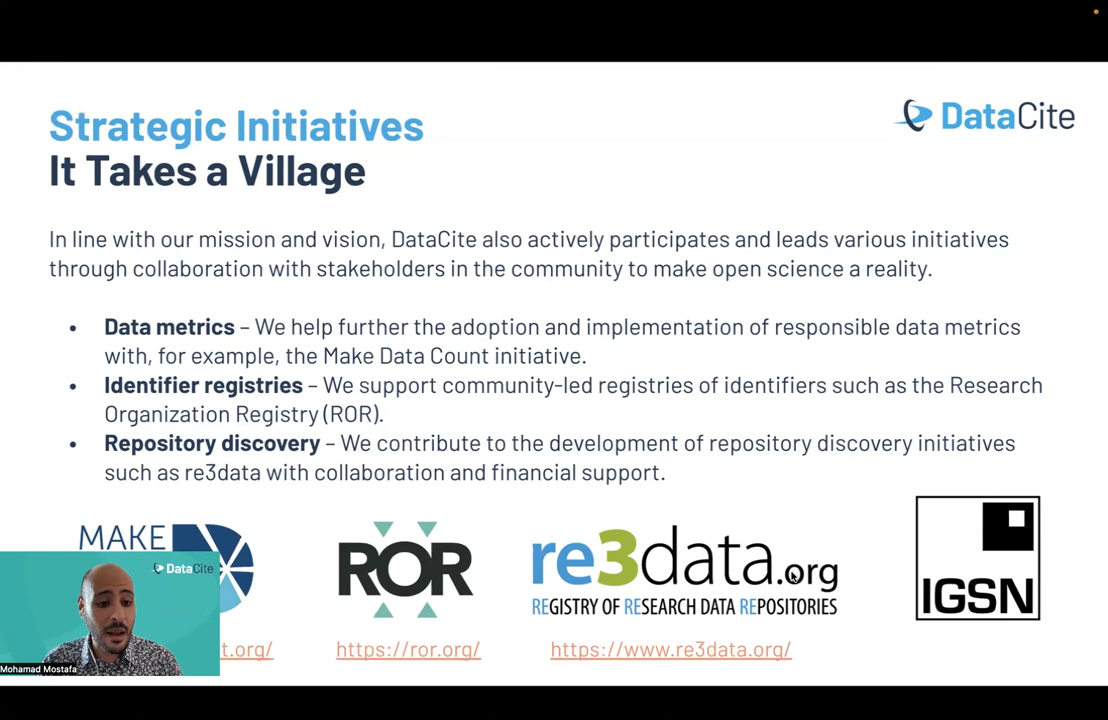 Strategic Initiatives
DataCite
It Takes a Village
In line with our mission and vision, DataCite also actively participates and leads various initiatives
through collaboration with stakeholders in the community to make open science a reality.
• Data metrics – We help further the adoption and implementation of responsible data metrics
with, for example, the Make Data Count initiative.
• Identifier registries – We support community-led registries of identifiers such as the Research
Organization Registry (ROR).
• Repository discovery – We contribute to the development of repository discovery initiatives
such as re3data with collaboration and financial support.
MAKE
ROR
re3data.org
REGISTRY OF RESEARCH DATA REPOSITORIES
IGSN
DataCite
t.org/
https://ror.org/
https://www.re3data.org/
Mohamad Mostafa